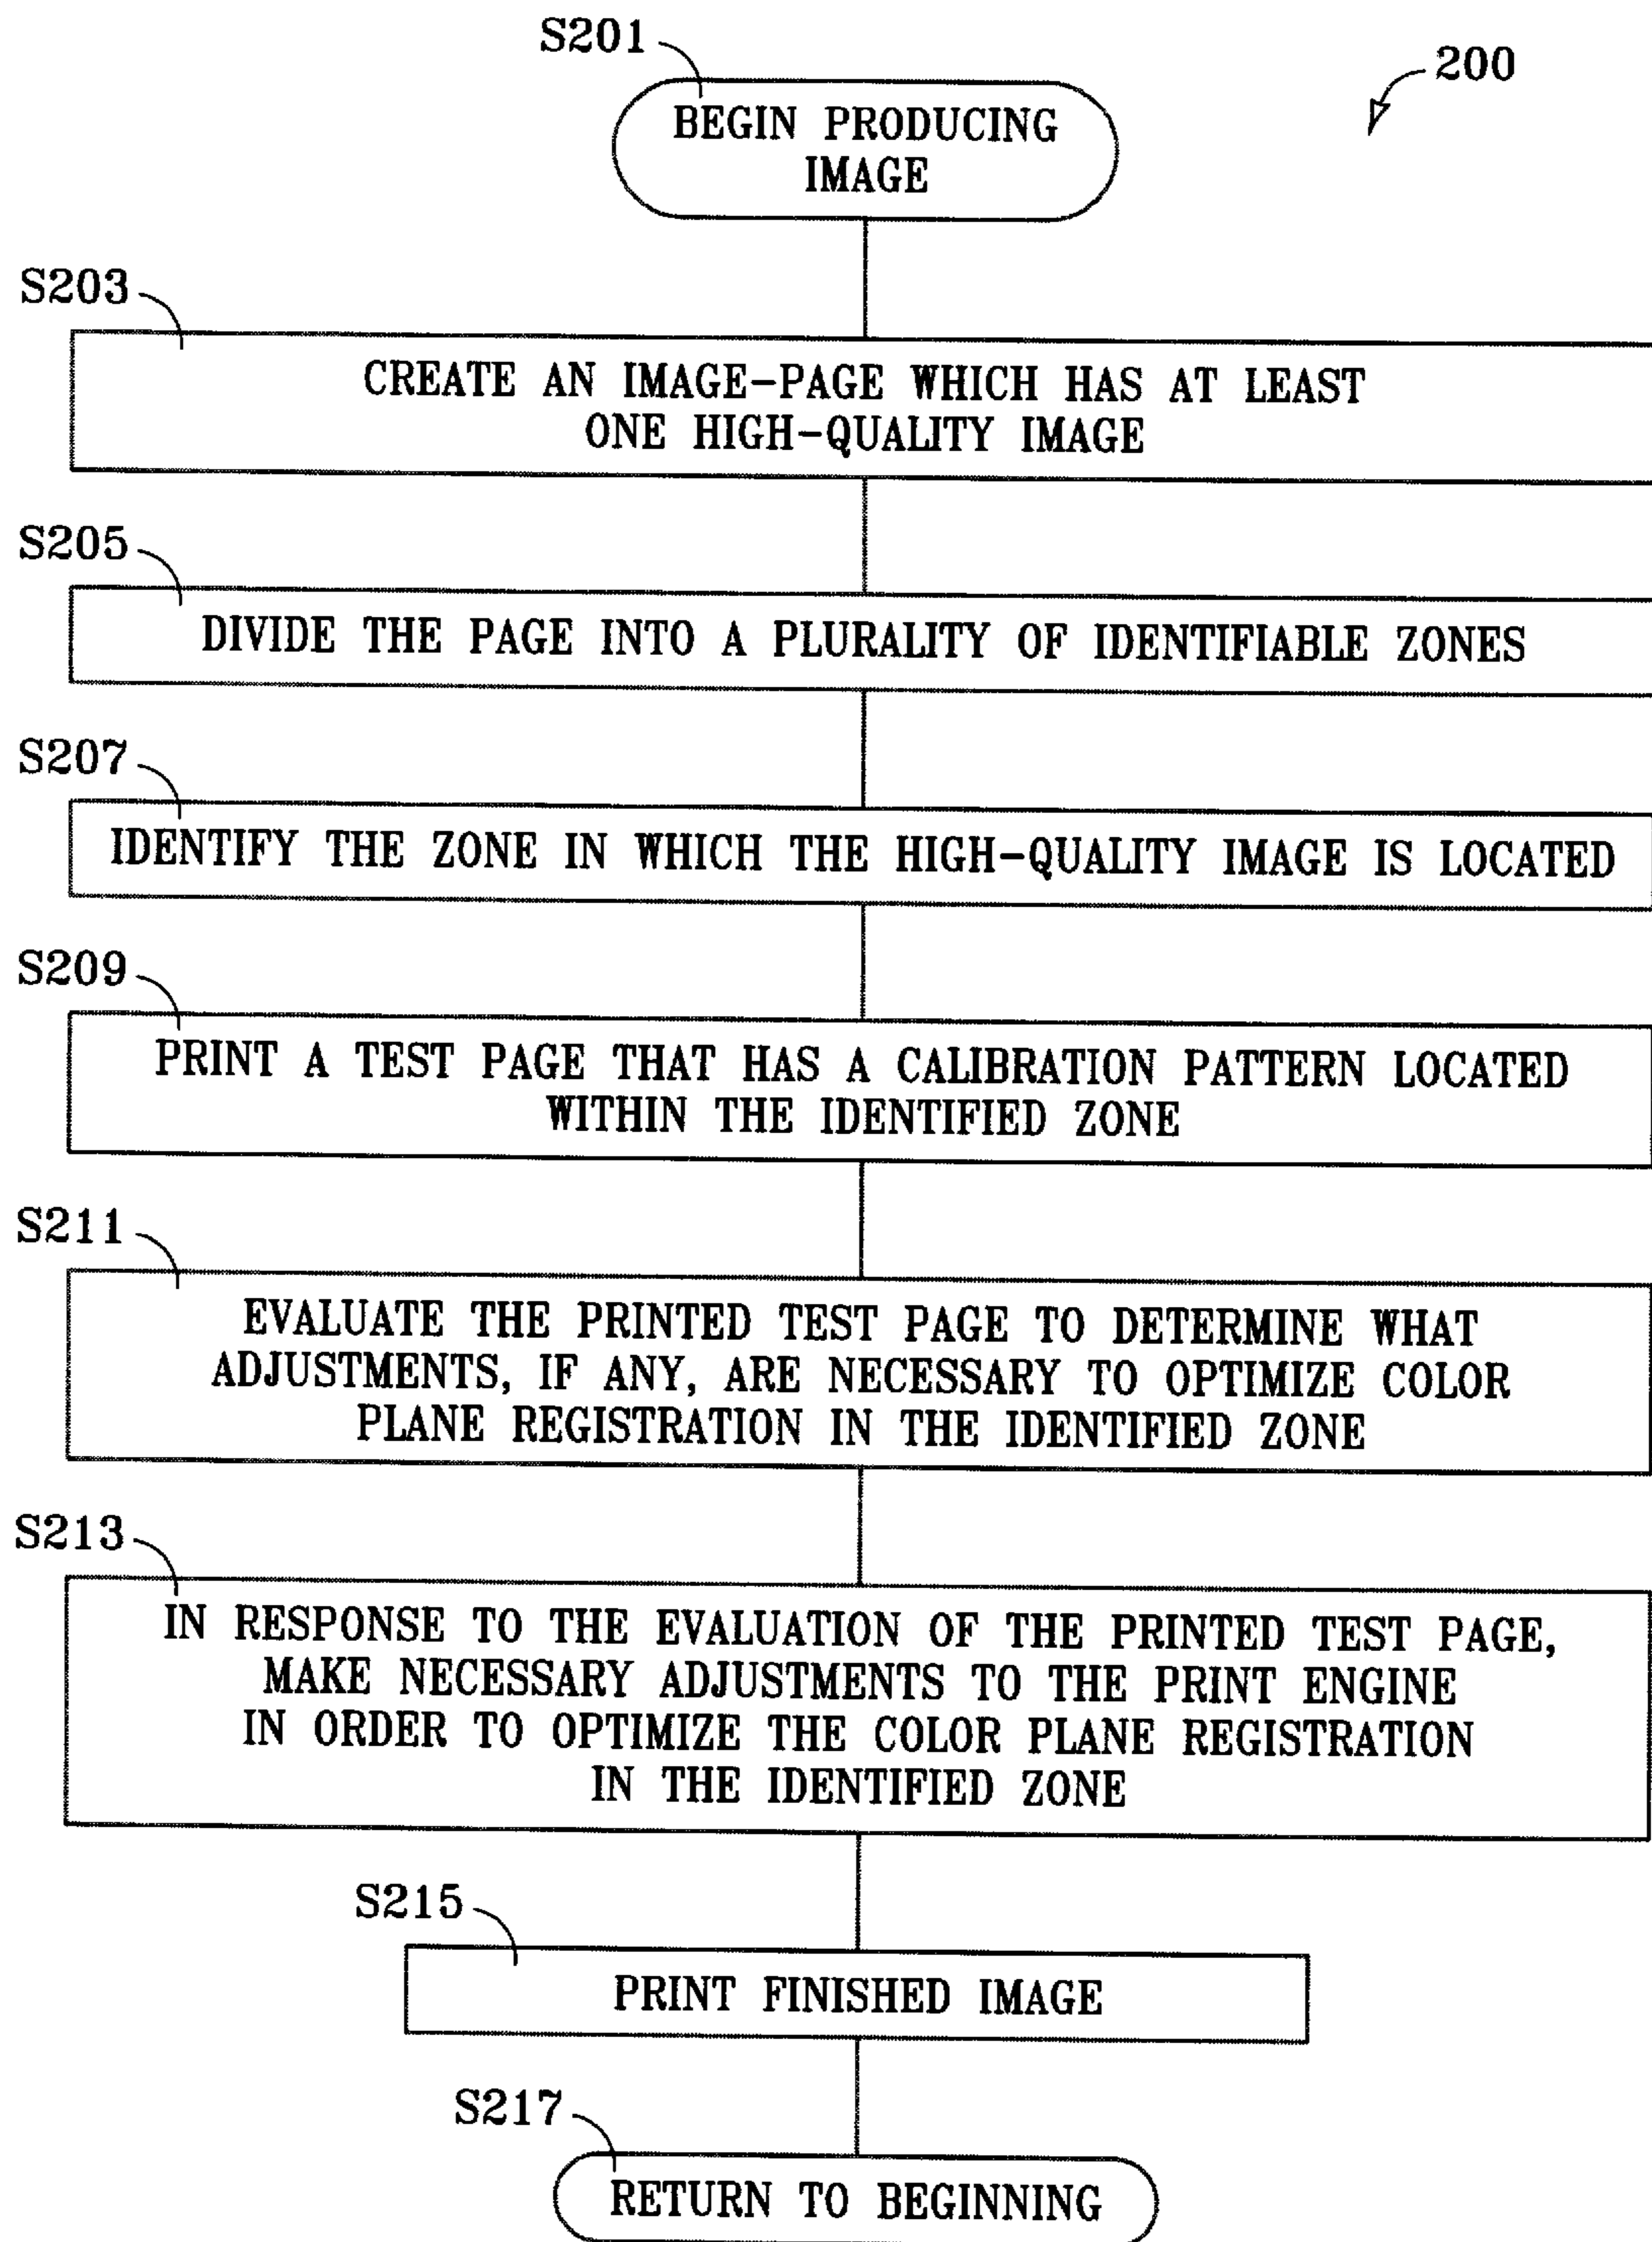 S201
200
BEGIN PRODUCING
IMAGE
S203
CREATE AN IMAGE-PAGE WHICH HAS AT LEAST
ONE HIGH-QUALITY IMAGE
S205
DIVIDE THE PAGE INTO A PLURALITY OF IDENTIFIABLE ZONES
S207
IDENTIFY THE ZONE IN WHICH THE HIGH-QUALITY IMAGE IS LOCATED
S209
PRINT A TEST PAGE THAT HAS A CALIBRATION PATTERN LOCATED
WITHIN THE IDENTIFIED ZONE
S211
EVALUATE THE PRINTED TEST PAGE TO DETERMINE WHAT
ADJUSTMENTS, IF ANY, ARE NECESSARY TO OPTIMIZE COLOR
PLANE REGISTRATION IN THE IDENTIFIED ZONE
S213
IN RESPONSE TO THE EVALUATION OF THE PRINTED TEST PAGE,
MAKE NECESSARY ADJUSTMENTS TO THE PRINT ENGINE
IN ORDER TO OPTIMIZE THE COLOR PLANE REGISTRATION
IN THE IDENTIFIED ZONE
S215
PRINT FINISHED IMAGE
S217
RETURN TO BEGINNING